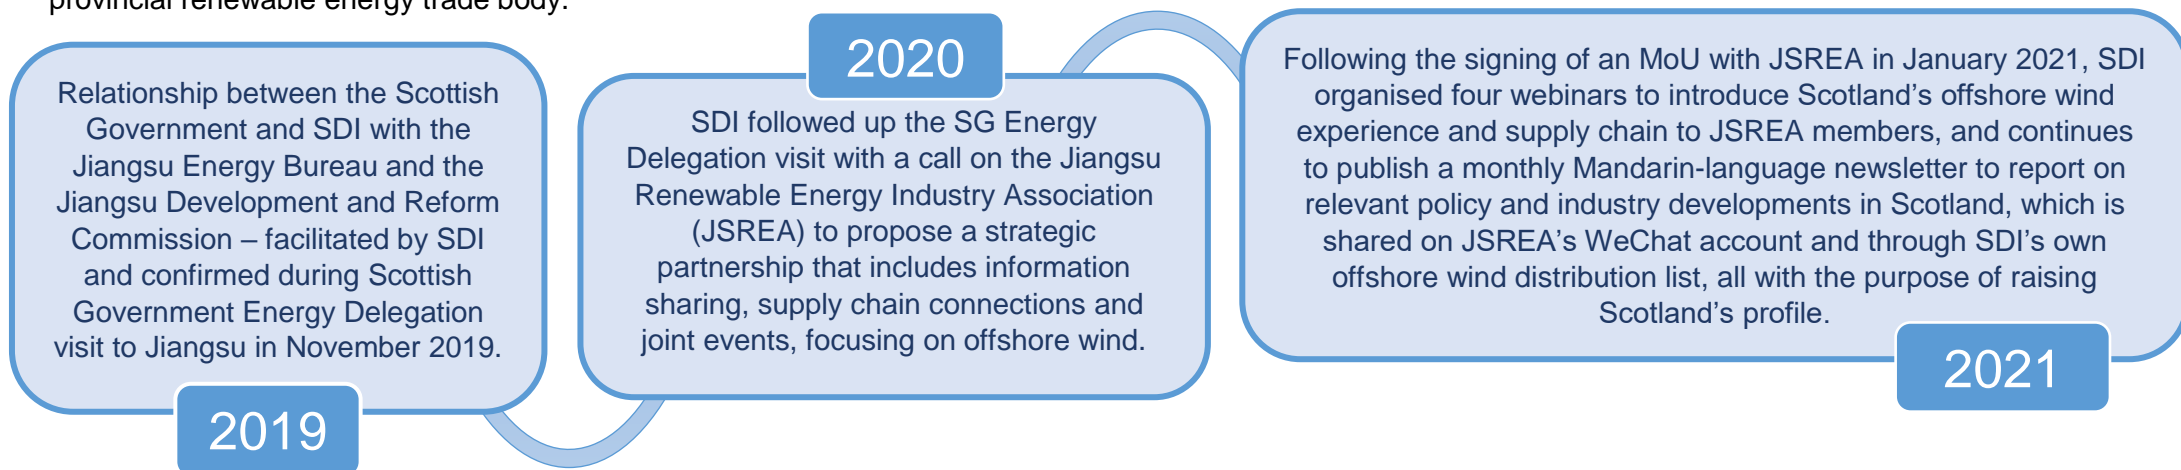 provincial renewable energy trade body.
Relationship between the Scottish
Government and SDI with the
Jiangsu Energy Bureau and the
Jiangsu Development and Reform
Commission – facilitated by SDI
and confirmed during Scottish
Government Energy Delegation
visit to Jiangsu in November 2019.
2019
2020
SDI followed up the SG Energy
Delegation visit with a call on the Jiangsu
Renewable Energy Industry Association
(JSREA) to propose a strategic
partnership that includes information
sharing, supply chain connections and
joint events, focusing on offshore wind.
Following the signing of an MoU with JSREA in January 2021, SDI
organised four webinars to introduce Scotland’s offshore wind
experience and supply chain to JSREA members, and continues
to publish a monthly Mandarin-language newsletter to report on
relevant policy and industry developments in Scotland, which is
shared on JSREA’s WeChat account and through SDI’s own
offshore wind distribution list, all with the purpose of raising
Scotland’s profile.
2021